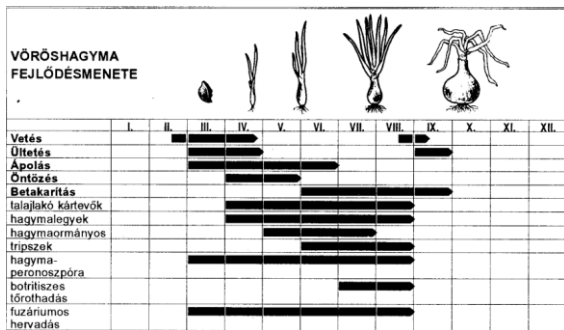 VÖRÖSHAGYMA
FEJLŐDÉSMENETE
I. II. III. IV. V. VI. VII. VIII. IX. X. XI. XII.
Vetés
Ültetés
Ápolás
Öntözés
Betakarítás
talajlakó kártevők
hagymalegyek
hagymaormányos
tripszek
hagyma-
peronoszpóra
botritiszes
tőrothadás
fuzáriumos
hervadás